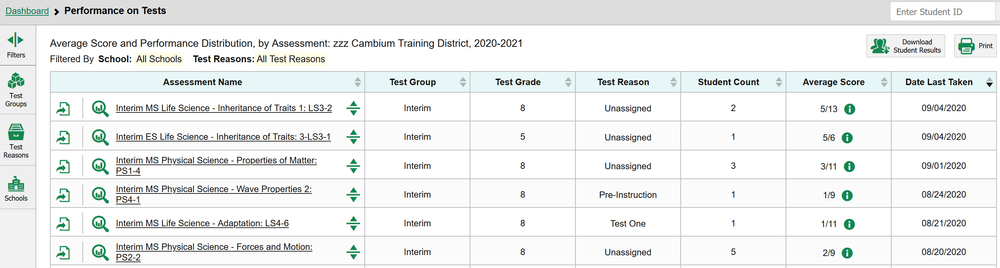 Dashboard > Performance on Tests
Enter Student ID
Filters
Test
Groups
Test
Reasons
Schools
Average Score and Performance Distribution, by Assessment: zzz Cambium Training District, 2020-2021
Filtered By School: All Schools Test Reasons: All Test Reasons
Download
Student Results
Print
Assessment Name Test Group Test Grade Test Reason Student Count Average Score Date Last Taken
Interim MS Life Science - Inheritance of Traits 1: LS3-2 Interim 8 Unassigned 2 5/13 09/04/2020
Interim ES Life Science - Inheritance of Traits: 3-LS3-1 Interim 5 Unassigned 1 5/6 09/04/2020
Interim MS Physical Science - Properties of Matter:
PS1-4 Interim 8 Unassigned 3 3/11 09/01/2020
Interim MS Physical Science - Wave Properties 2:
PS4-1 Interim 8 Pre-Instruction 1 1/9 08/24/2020
Interim MS Life Science - Adaptation: LS4-6 Interim 8 Test One 1 1/11 08/21/2020
Interim MS Physical Science - Forces and Motion:
PS2-2 Interim 8 Unassigned 5 2/9 08/20/2020